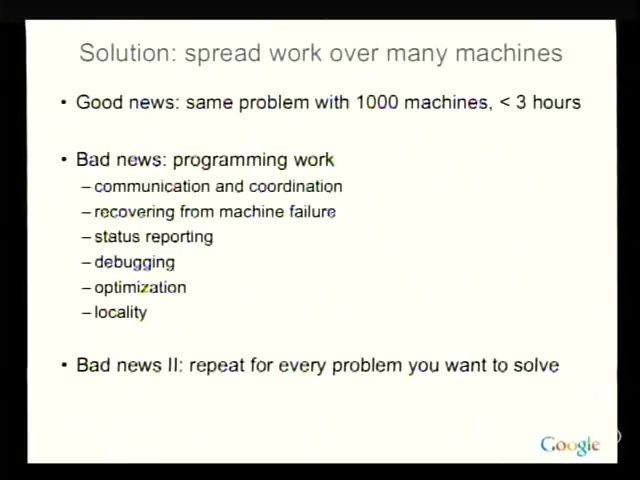 Solution: spread work over many machines
• Good news: same problem with 1000 machines, < 3 hours
• Bad news: programming work
– communication and coordination
– recovering from machine failure
– status reporting
– debugging
– optimization
– locality
• Bad news II: repeat for every problem you want to solve
Google